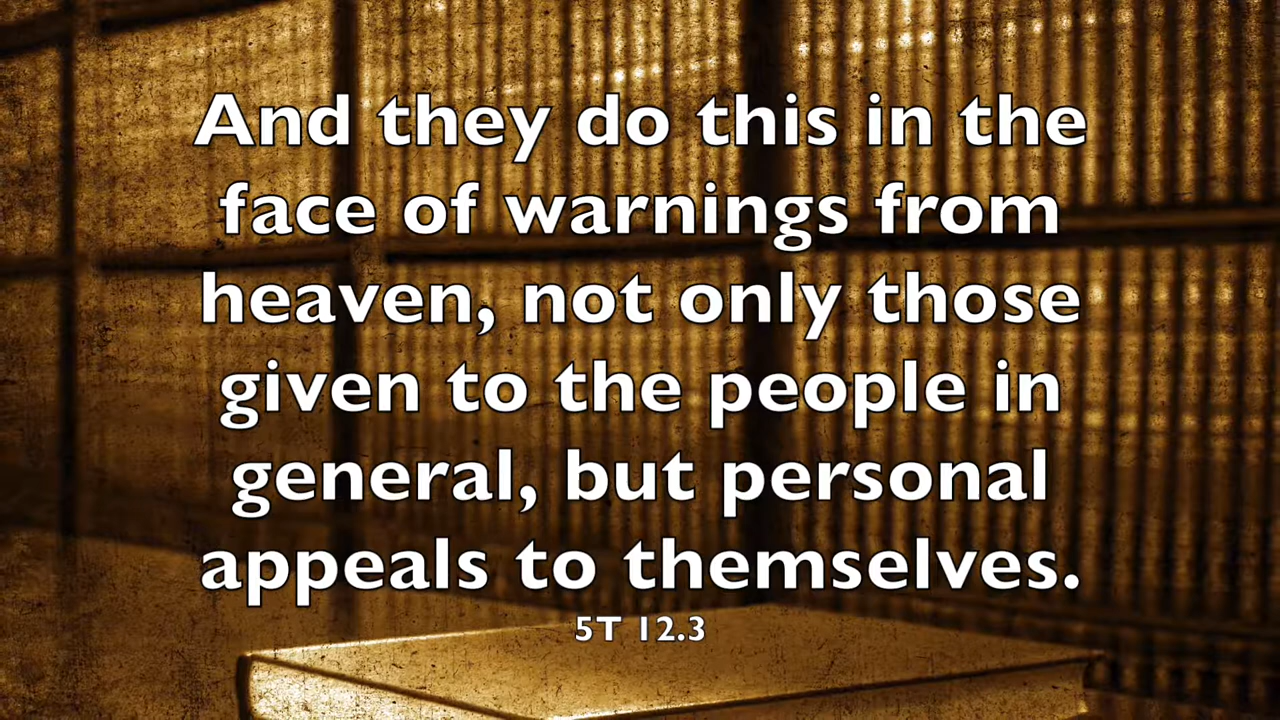 And they do this in the
face of warnings from
heaven, not only those
given to the people in
general, but personal
appeals to themselves.
5T 12.3